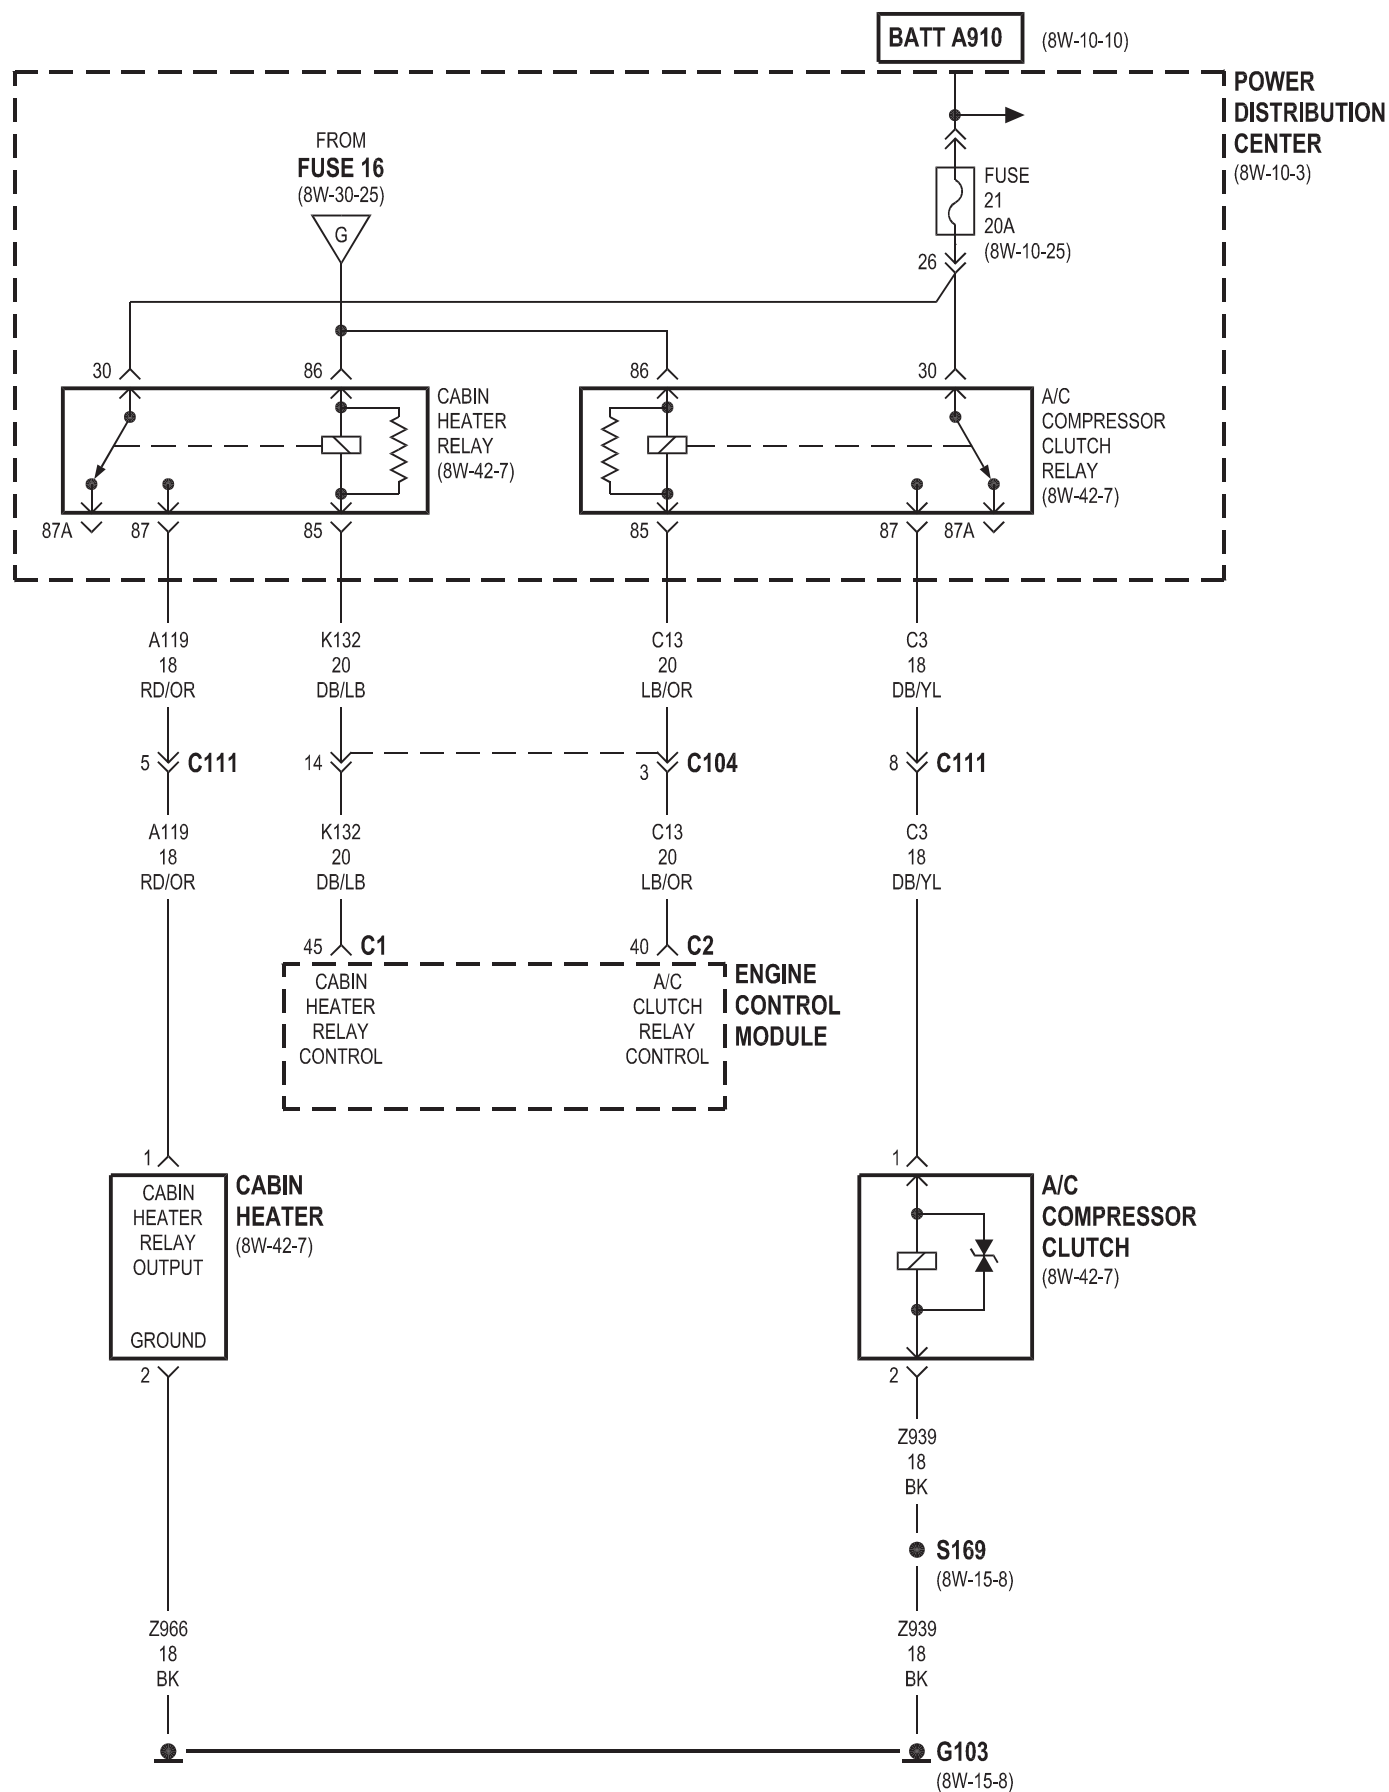 BATT A910
(8W-10-10)
POWER
DISTRIBUTION
CENTER
(8W-10-3)
FROM
FUSE 16
(8W-30-25)
G
FUSE
21
20A
(8W-10-25)
26
30
86
86
30
CABIN
HEATER
RELAY
(8W-42-7)
A/C
COMPRESSOR
CLUTCH
RELAY
(8W-42-7)
87A
87
85
85
87
87A
A119
18
RD/OR
K132
20
DB/LB
C13
20
LB/OR
C3
18
DB/YL
5
C111
14
3
C104
8
C111
A119
18
RD/OR
K132
20
DB/LB
C13
20
LB/OR
C3
18
DB/YL
45
C1
40
C2
CABIN
HEATER
RELAY
CONTROL
A/C
CLUTCH
RELAY
CONTROL
ENGINE
CONTROL
MODULE
1
CABIN
HEATER
RELAY
OUTPUT
GROUND
CABIN
HEATER
(8W-42-7)
2
1
A/C
COMPRESSOR
CLUTCH
(8W-42-7)
2
Z939
18
BK
S169
(8W-15-8)
Z966
18
BK
Z939
18
BK
G103
(8W-15-8)